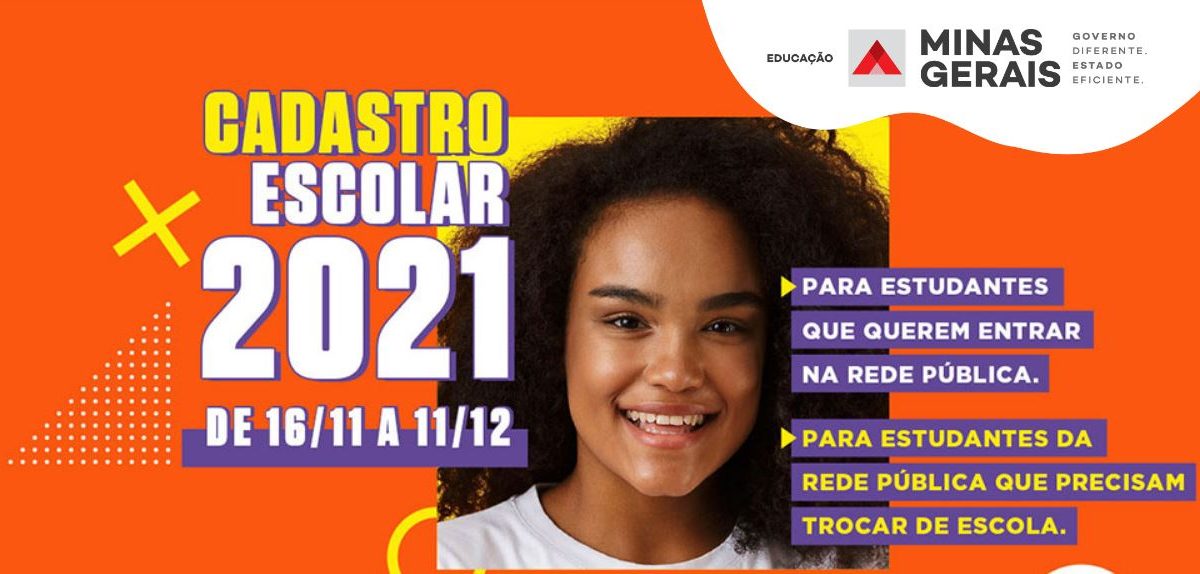 EDUCAÇÃO
MINAS
GERAIS
GOVERNO
DIFERENTE.
ESTADO
EFICIENTE.
CADASTRO
ESCOLAR
2021
DE 16/11 A 11/12
PARA ESTUDANTES
QUE QUEREM ENTRAR
NA REDE PÚBLICA.
PARA ESTUDANTES DA
REDE PÚBLICA QUE PRECISAM
TROCAR DE ESCOLA.